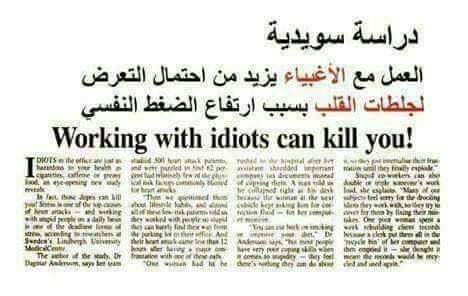 دراسة سويدية
العمل مع الأغبياء يزيد من احتمال التعرض
لجلطات القلب بسبب ارتفاع الضغط النفسي
Working with idiots can kill you!
IDIOTS in the office are just as
hazardous to your health as
cigarettes, caffeine or greasy
food, an eye-opening new study
reveals.
In fact, those dopes can kill
you! Stress is one of the top causes
of heart attacks — and working
with stupid people on a daily basis
is one of the deadliest forms of
stress, according to researchers at
Sweden's Lindbergh University
MedicalCentre.
The author of the study, Dr
Dagmar Andersson, says her team
studied 500 heart attack patients,
and were puzzled to find 62 per-
cent had relatively few of the phys-
ical risk factors commonly blamed
for heart attacks.
"Then we questioned them
about lifestyle habits, and almost
all of these low-risk patients told us
they worked with people so stupid
they can barely find their way from
the parking lot to their office. And
their heart attack came less than 12
hours after having a major con-
frontation with one of these oafs.
"One woman had to be
rushed to the hospital after her
assistant shredded important
company tax documents instead
of copying them. A man told us
he collapsed right at his desk
because the woman at the next
cubicle kept asking him for cor-
rection fluid — for her comput-
er monitor.
"You can cut back on smoking
or improve your diet," Dr
Andersson says, "but most people
have very poor coping skills when
it comes to stupidity — they feel
there's nothing they can do about
it, so they just internalise their frus-
tration until they finally explode."
Stupid co-workers can also
double or triple someone's work
load, she explains. "Many of our
subjects feel sorry for the drooling
idiots they work with, so they try to
cover for them by fixing their mis-
takes. One poor woman spent a
week rebuilding client records
because a clerk put them all in the
'recycle bin' of her computer and
then emptied it — she thought it
meant the records would be recy-
cled and used again."